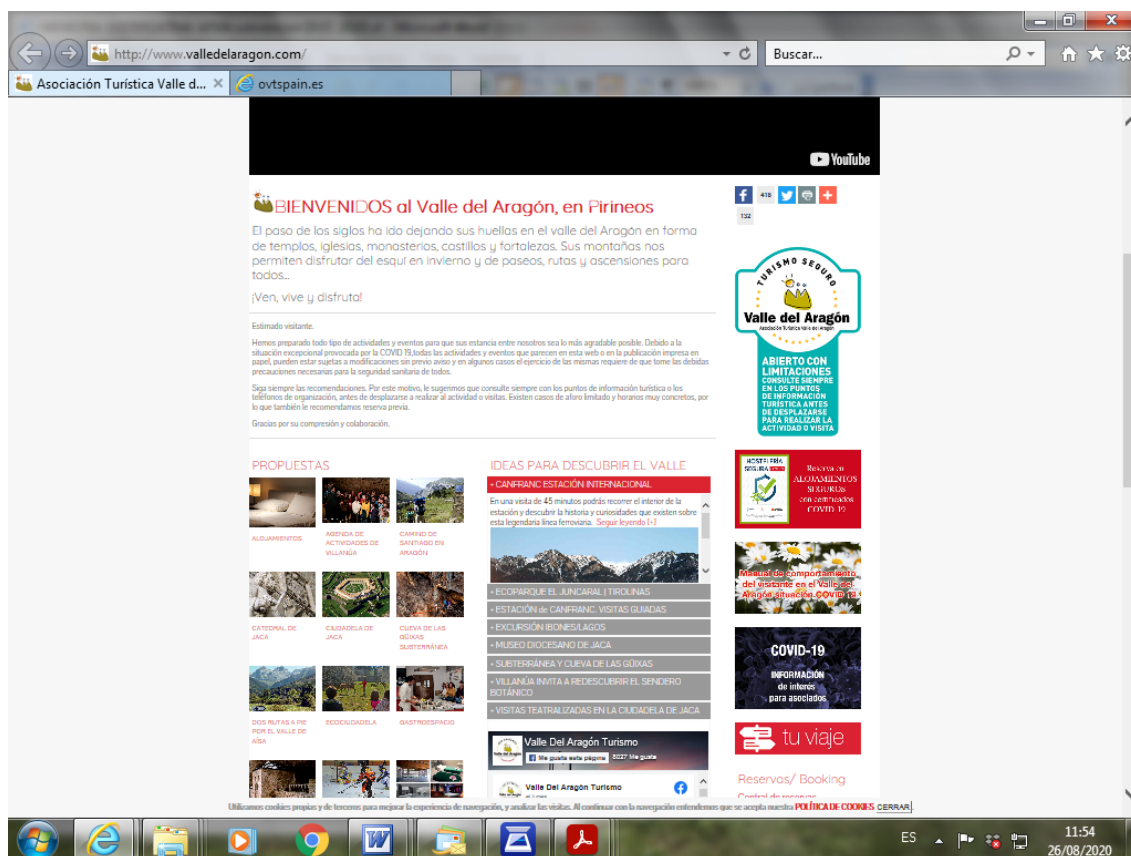 http://www.valledelaragon.com/
Buscar...
Asociación Turística Valle d...
ovtspain.es
YouTube
BIENVENIDOS al Valle del Aragón, en Pirineos
El paso de los siglos ha ido dejando sus
huellas en el valle del Aragón en forma
de templos, iglesias, monasterios, castillos
y fortalezas. Sus montañas nos
permiten disfrutar del esquí en invierno
y de paseos, rutas y ascensiones para
todos...
¡Ven, vive y disfruta!
Estimado visitante.
Hemos preparado todo tipo de actividades y eventos para que sus estancia entre nosotros sea lo más agradable posible. Debido a la
situación excepcional provocada por la COVID 19,todas las actividades y eventos que parecen en esta web o en la publicación impresa en
papel, pueden estar sujetas a modificaciones sin previo aviso y en algunos casos el ejercicio de las mismas requiere de que tome las debidas
precauciones necesarias para la seguridad sanitaria de todos.
Siga siempre las recomendaciones. Por este motivo, le sugerimos que consulte siempre con los puntos de información turística o los
teléfonos de organización, antes de desplazarse a realizar al actividad o visitas. Existen casos de aforo limitado y horarios muy concretos, por
lo que también le recomendamos reserva previa.
Gracias por su compresión y colaboración.
418
132
TURISMO SEGURO
Valle del Aragón
Asociación Turística Valle del Aragón
ABIERTO CON
LIMITACIONES
CONSULTE SIEMPRE
EN LOS PUNTOS
DE INFORMACIÓN
TURÍSTICA ANTES
DE DESPLAZARSE
PARA REALIZAR LA
ACTIVIDAD O VISITA
PROPUESTAS
ALOJAMIENTOS
AGENDA DE
ACTIVIDADES DE
VILLANÚA
CAMINO DE
SANTIAGO EN
ARAGÓN
CATEDRAL DE
JACA
CIUDADELA DE
JACA
CUEVA DE LAS
GÜIXAS
SUBTERRÁNEA
DOS RUTAS A PIE
POR EL VALLE DE
AÍSA
ECOCIUDADELA
GASTROESPACIO
IDEAS PARA DESCUBRIR EL VALLE
• CANFRANC ESTACIÓN INTERNACIONAL
En una visita de 45 minutos podrás recorrer el interior de la
estación y descubrir la historia y curiosidades que existen sobre
esta legendaria línea ferroviaria. Seguir leyendo [+]
• ECOPARQUE EL JUNCARAL | TIROLINAS
• ESTACIÓN de CANFRANC: VISITAS GUIADAS
• EXCURSIÓN IBONES/LAGOS
• MUSEO DIOCESANO DE JACA
• SUBTERRÁNEA Y CUEVA DE LAS GÜIXAS
• VILLANÚA INVITA A REDESCUBRIR EL SENDERO
BOTÁNICO
• VISITAS TEATRALIZADAS EN LA CIUDADELA DE JACA
Valle Del Aragón Turismo
Me gusta esta página
8027 Me gusta
Valle Del Aragón Turismo
HOSTELERÍA
SEGURA
Reserva en
ALOJAMIENTOS
SEGUROS
con certificados
COVID-19
Manual de comportamiento
del visitante en el Valle del
Aragón situación COVID-19
COVID-19
INFORMACIÓN
de interés
para asociados
tu viaje
Reservas/ Booking
Central de reservas
Utilizamos cookies propias y de terceros para mejorar la experiencia de navegación, y analizar las visitas. Al continuar con la navegación entendemos que se acepta nuestra POLÍTICA DE COOKIES. CERRAR.
ES
11:54
26/08/2020